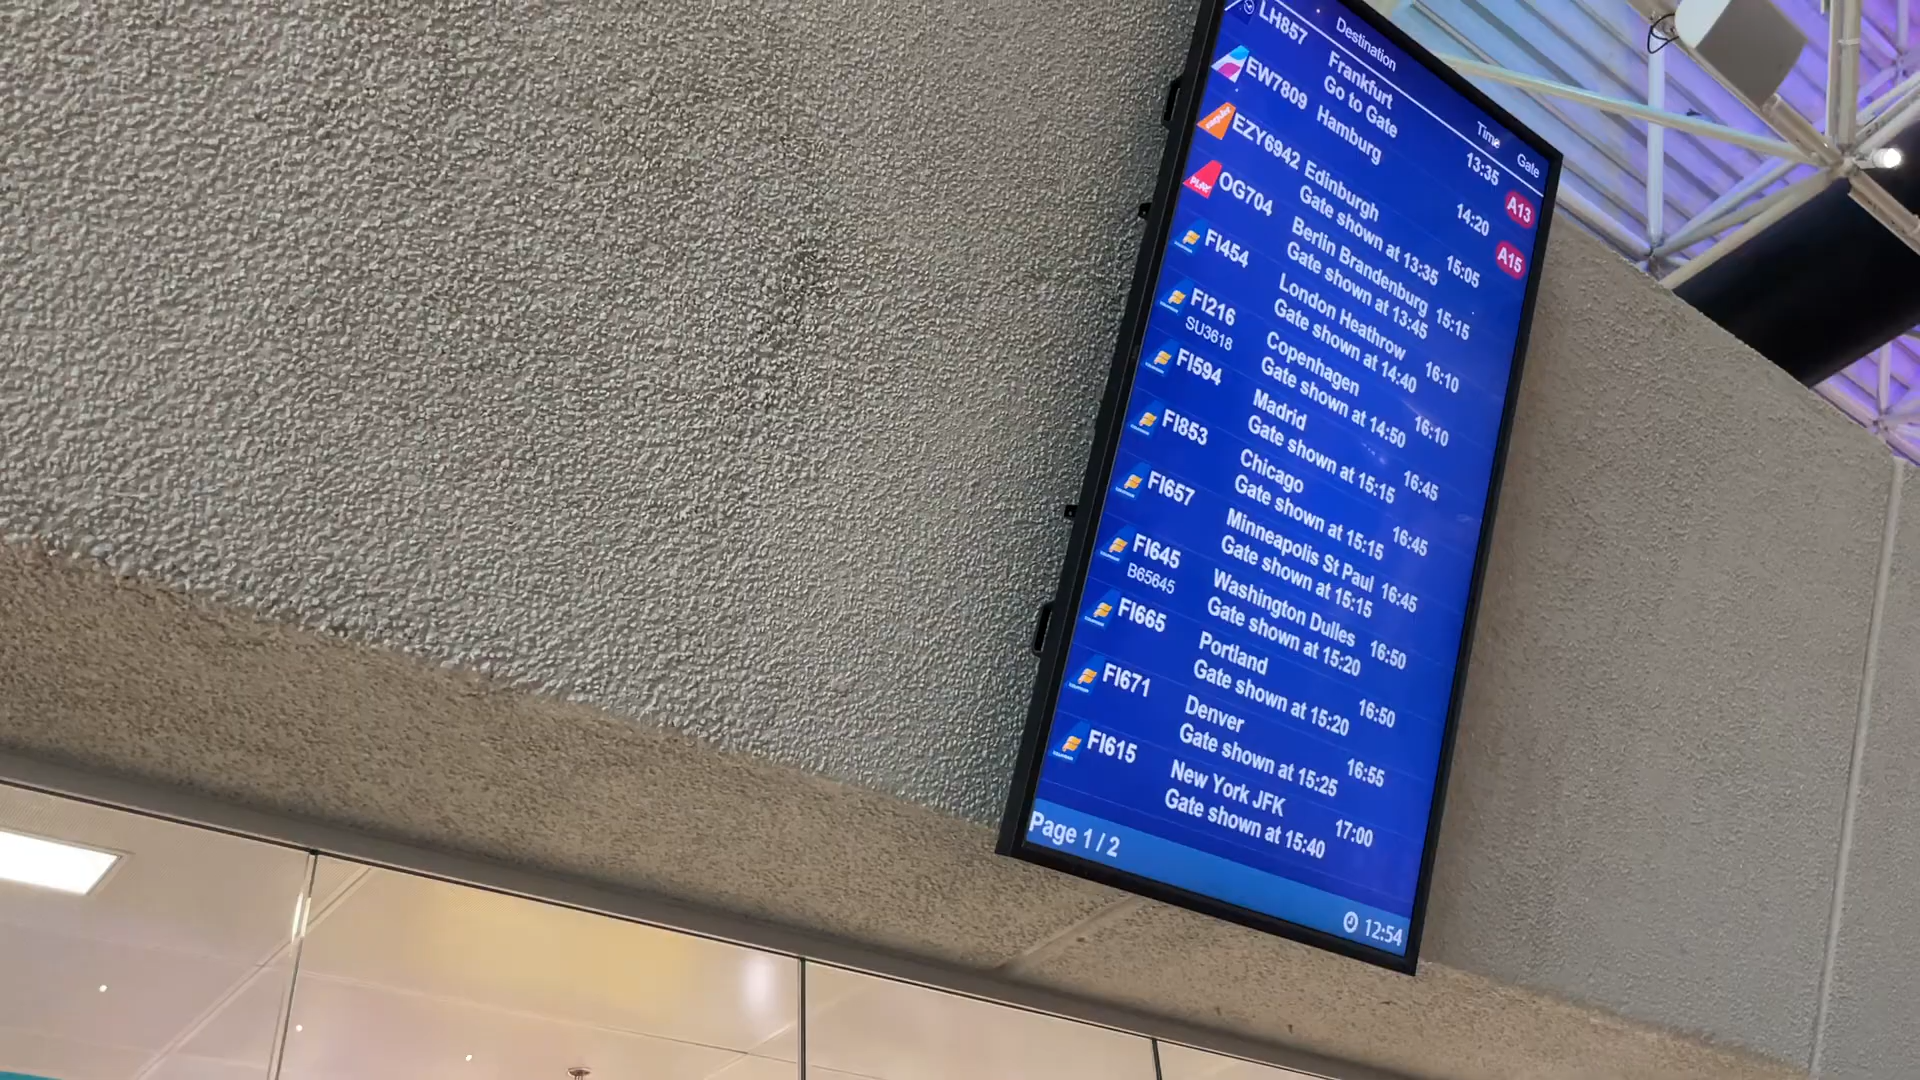 Destination Time Gate
LH857 Frankfurt 13:35 A13
Go to Gate
EW7809 Hamburg 14:20 A15
EZY6942 Edinburgh 15:05
Gate shown at 13:35
PLAY OG704 Berlin Brandenburg 15:15
Gate shown at 13:45
FI454 London Heathrow 16:10
Gate shown at 14:40
FI216 Copenhagen 16:10
SU3618 Gate shown at 14:50
FI594 Madrid 16:45
Gate shown at 15:15
FI853 Chicago 16:45
Gate shown at 15:15
FI657 Minneapolis St Paul 16:45
Gate shown at 15:15
FI645 Washington Dulles 16:50
B65645 Gate shown at 15:20
FI665 Portland 16:50
Gate shown at 15:20
FI671 Denver 16:55
Gate shown at 15:25
FI615 New York JFK 17:00
Gate shown at 15:40
Page 1 / 2
12:54